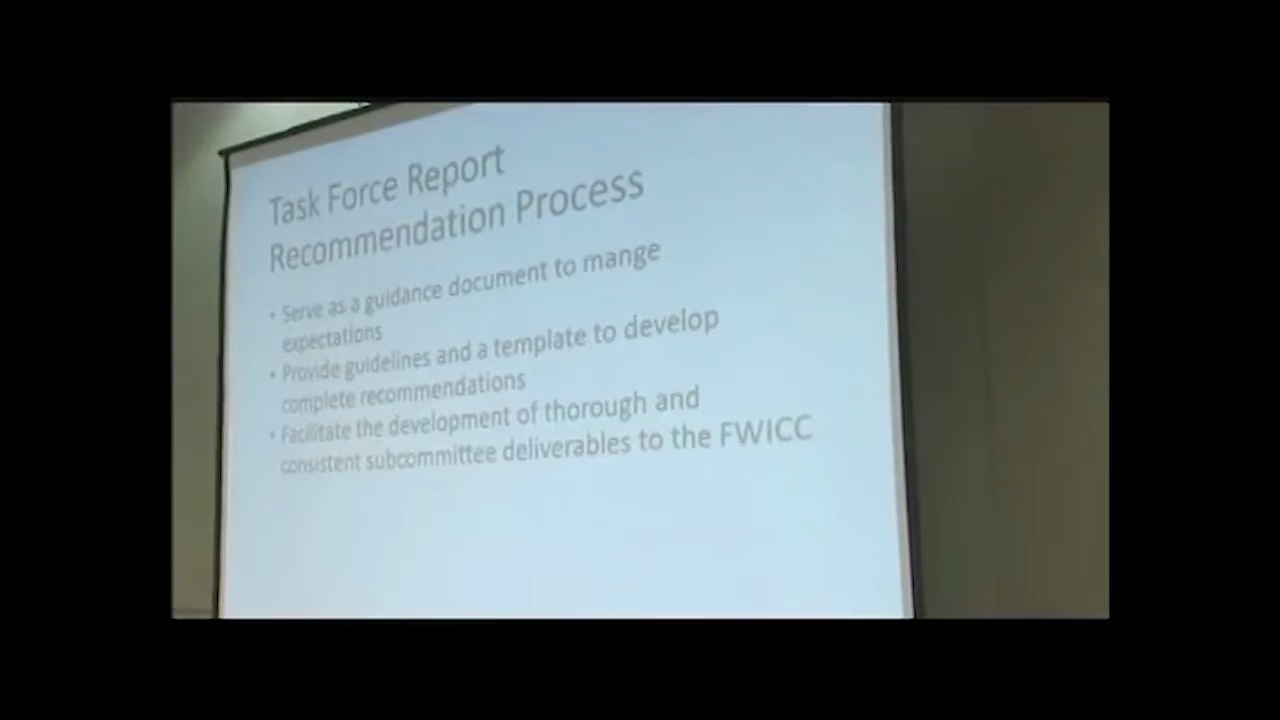 Task Force Report
Recommendation Process
• Serve as a guidance document to mange
expectations
• Provide guidelines and a template to develop
complete recommendations
• Facilitate the development of thorough and
consistent subcommittee deliverables to the FWICC